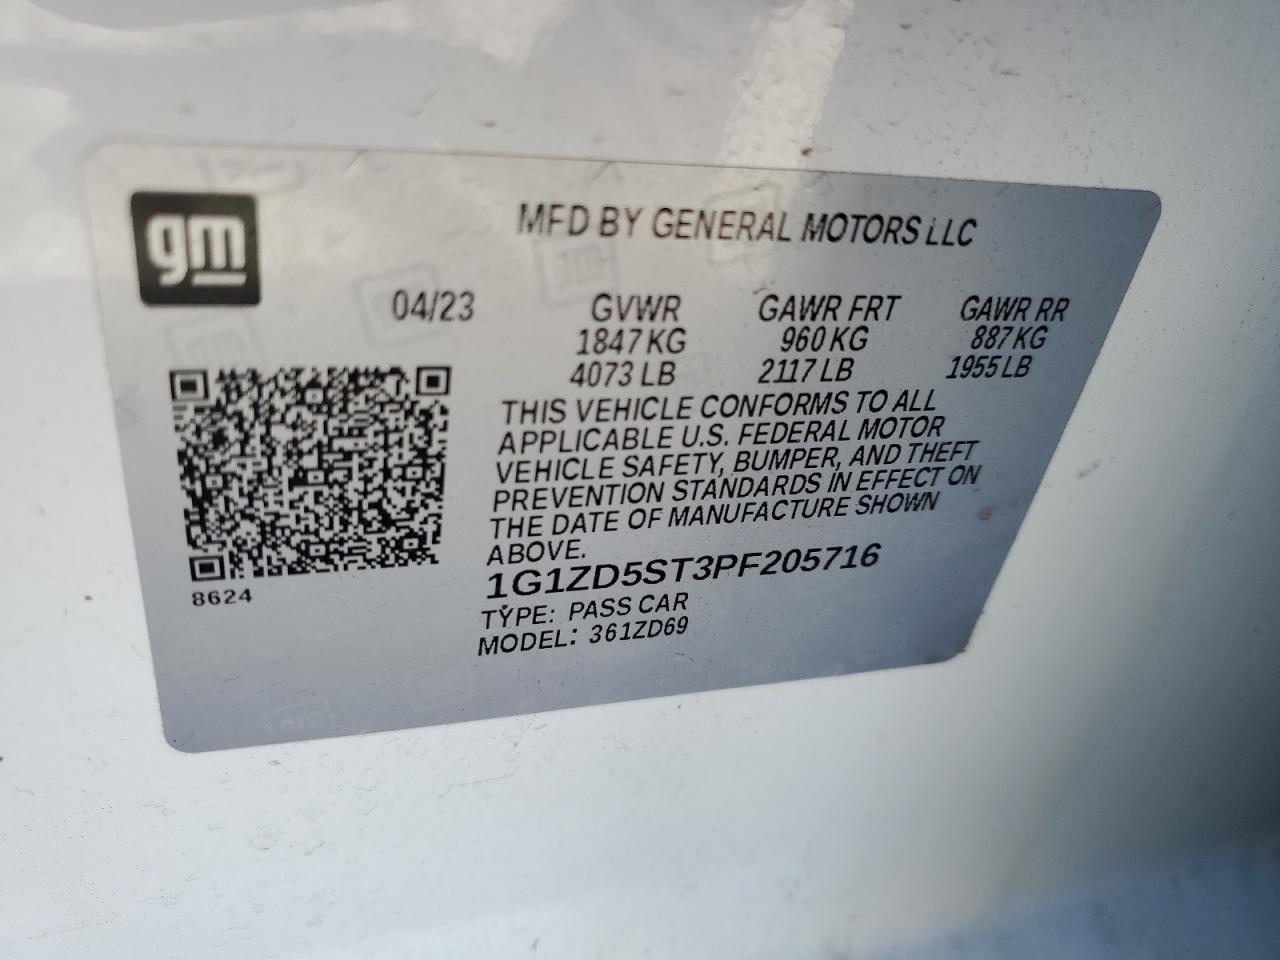 gm
MFD BY GENERAL MOTORS LLC
04/23 GVWR GAWR FRT GAWR RR
1847 KG 960 KG 887 KG
4073 LB 2117 LB 1955 LB
THIS VEHICLE CONFORMS TO ALL
APPLICABLE U.S. FEDERAL MOTOR
VEHICLE SAFETY, BUMPER, AND THEFT
PREVENTION STANDARDS IN EFFECT ON
THE DATE OF MANUFACTURE SHOWN
ABOVE.
1G1ZD5ST3PF205716
8624
TYPE: PASS CAR
MODEL: 361ZD69